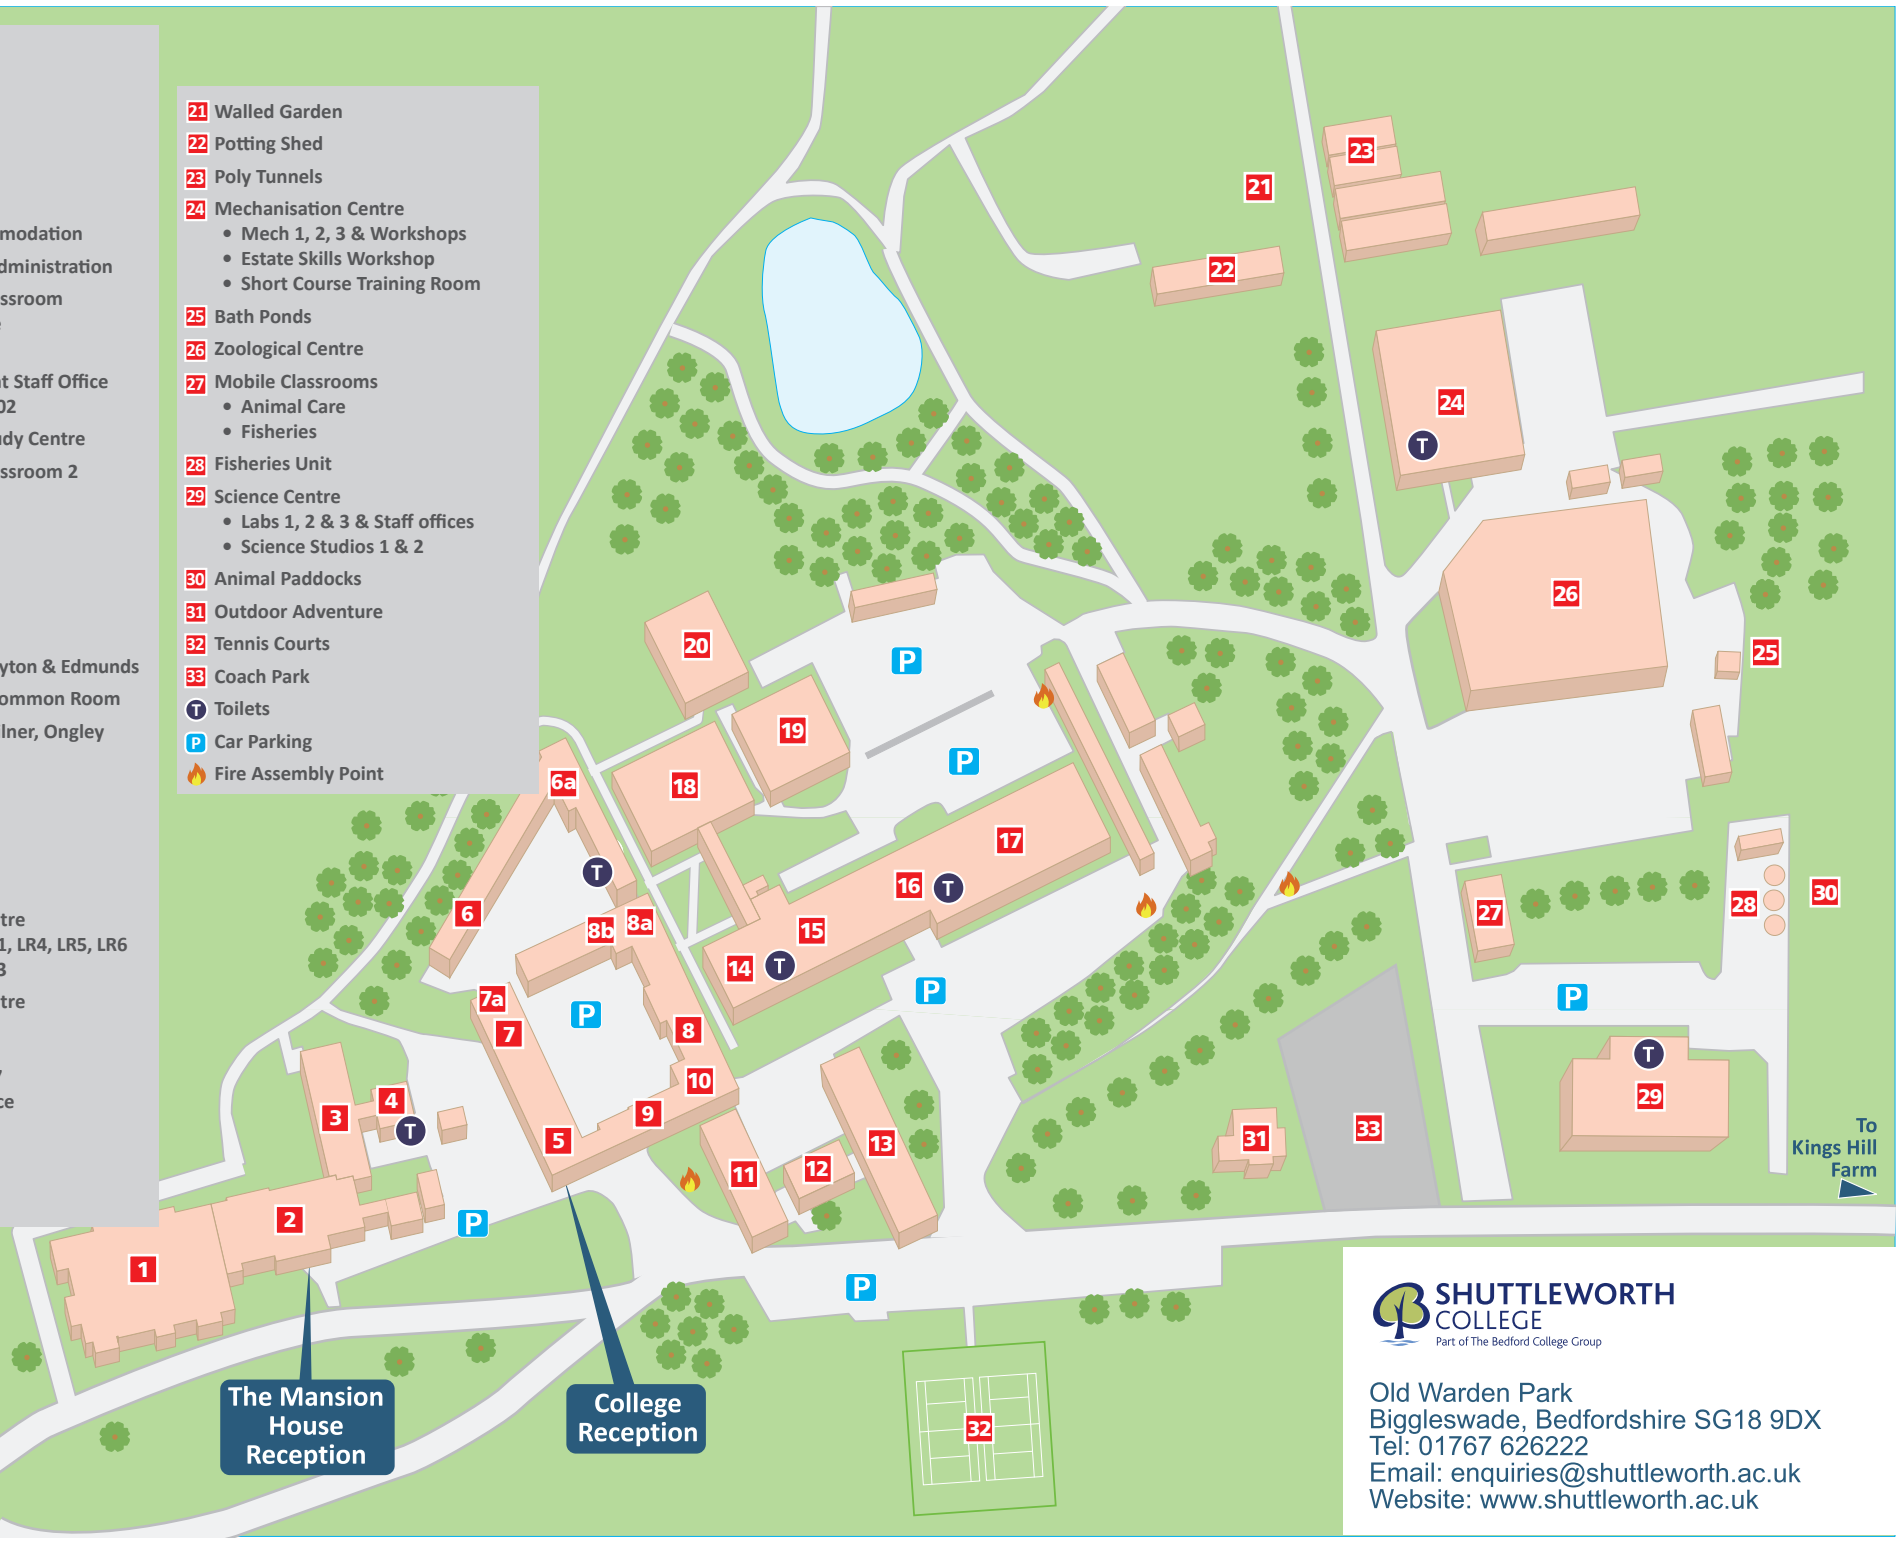 modation
dministration
ssroom
t Staff Office
02
udy Centre
ssroom 2
yton & Edmunds
ommon Room
ilner, Ongley
tre
1, LR4, LR5, LR6
3
tre
ce
21 Walled Garden
22 Potting Shed
23 Poly Tunnels
24 Mechanisation Centre
• Mech 1, 2, 3 & Workshops
• Estate Skills Workshop
• Short Course Training Room
25 Bath Ponds
26 Zoological Centre
27 Mobile Classrooms
• Animal Care
• Fisheries
28 Fisheries Unit
29 Science Centre
• Labs 1, 2 & 3 & Staff offices
• Science Studios 1 & 2
30 Animal Paddocks
31 Outdoor Adventure
32 Tennis Courts
33 Coach Park
T Toilets
P Car Parking
Fire Assembly Point
23
21
22
24
T
26
25
20
P
19
P
18
6a
17
T
16
T
6
8b
8a
15
14
T
P
7a
P
7
8
10
9
5
3
4
T
11
12
13
2
P
1
P
27
28
30
P
T
29
31
33
32
To
Kings Hill
Farm
The Mansion
House
Reception
College
Reception
SHUTTLEWORTH
COLLEGE
Part of The Bedford College Group
Old Warden Park
Biggleswade, Bedfordshire SG18 9DX
Tel: 01767 626222
Email: enquiries@shuttleworth.ac.uk
Website: www.shuttleworth.ac.uk